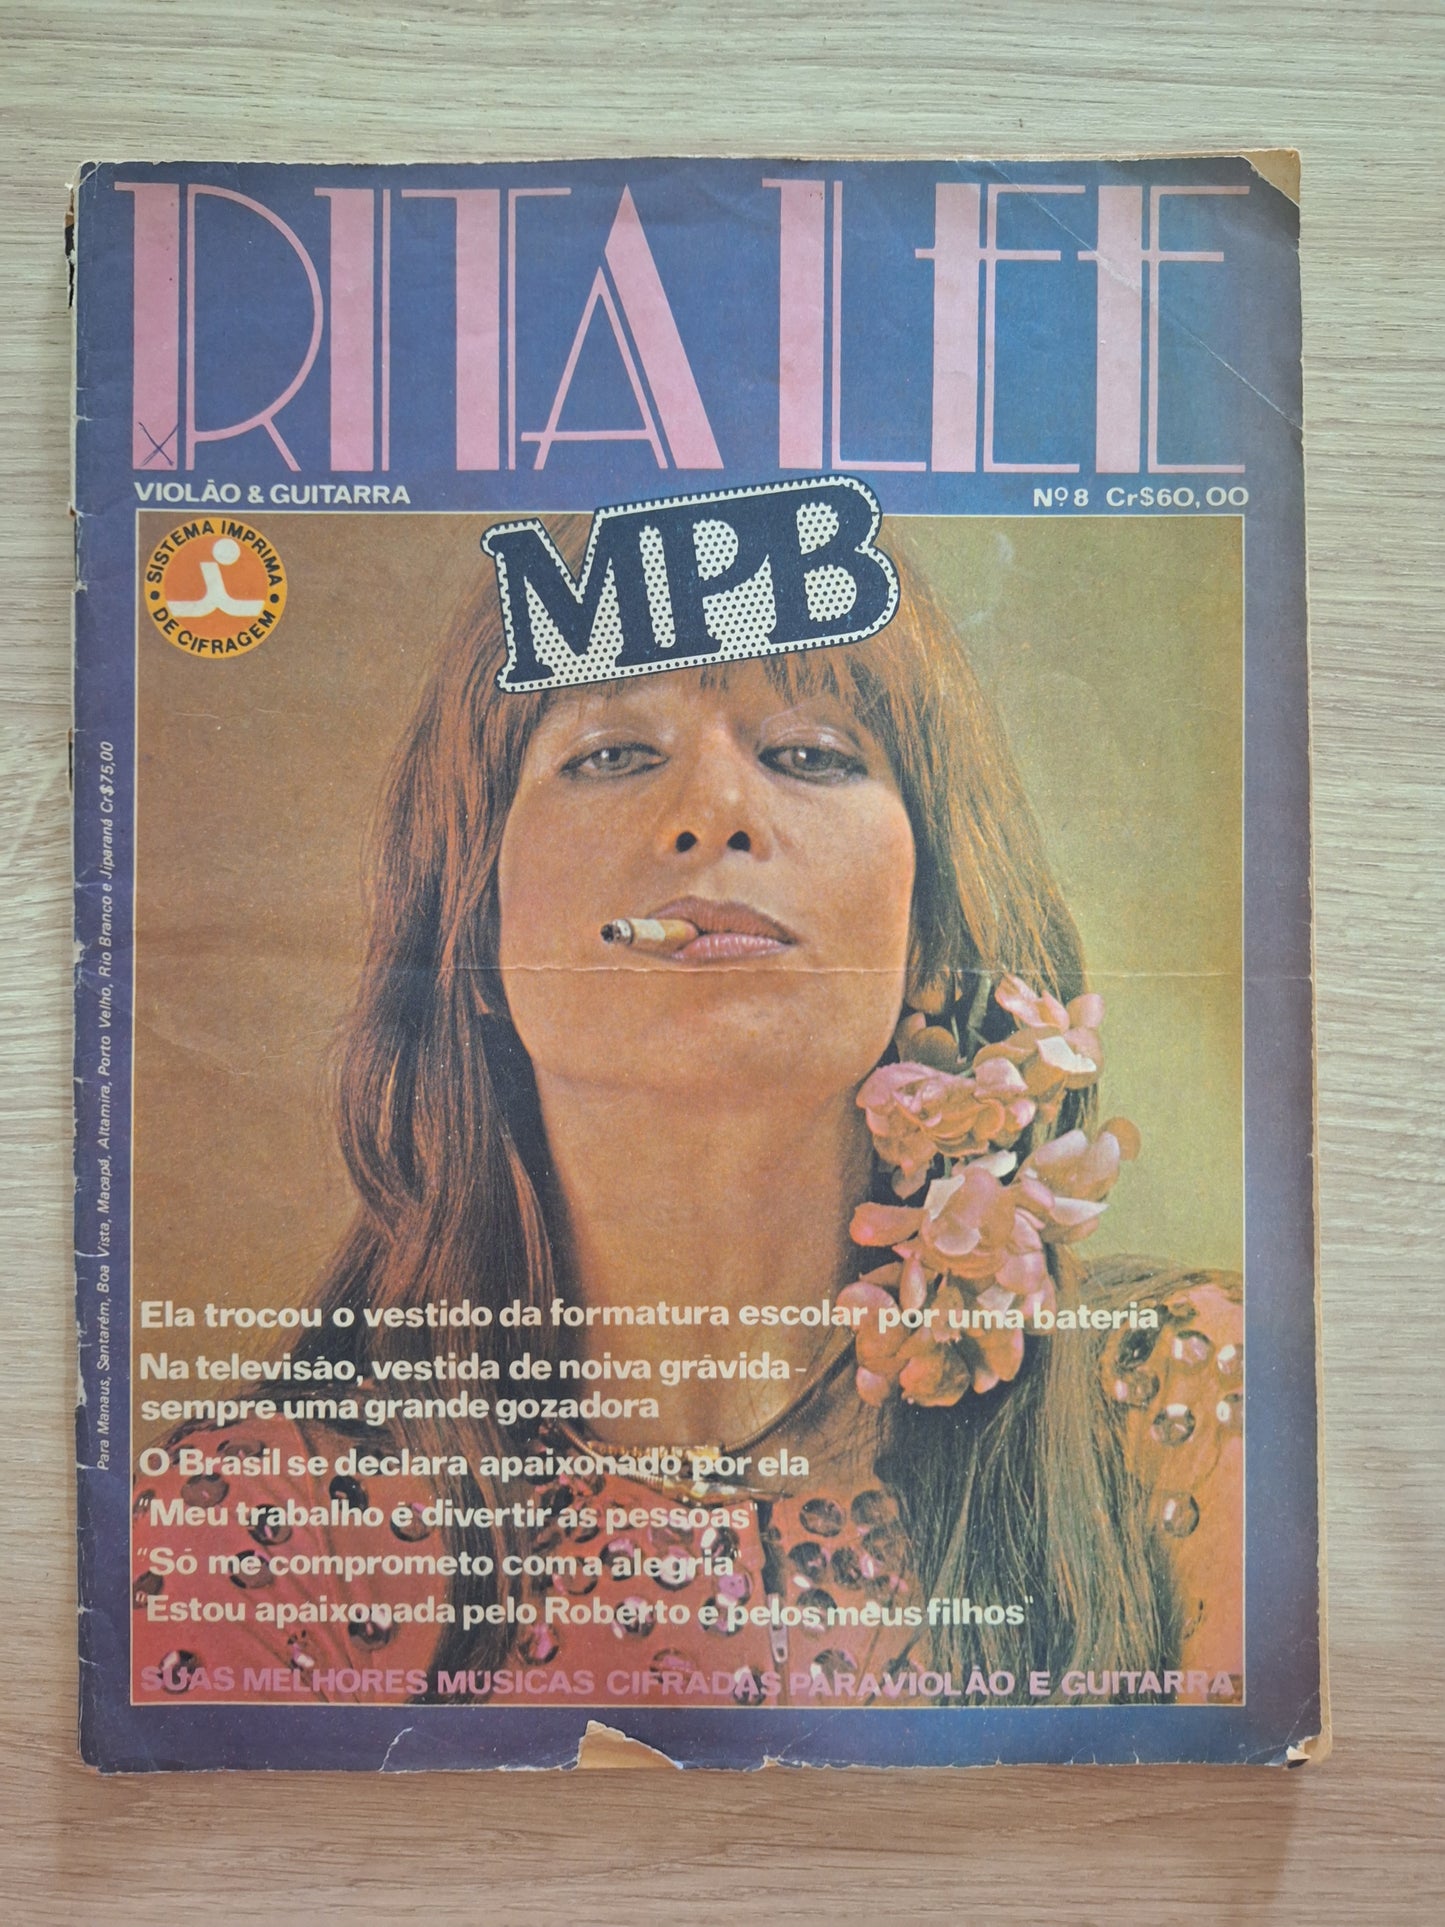 RITA LEE
VIOLÃO & GUITARRA
Nº 8 Cr$60,00
MPB
SISTEMA IMPRIMA
DE CIFRAGEM
i
Para Manaus, Santarém, Boa Vista, Macapá, Altamira, Porto Velho, Rio Branco e Jiparaná Cr$75,00
Ela trocou o vestido da formatura escolar por uma bateria
Na televisão, vestida de noiva grávida-
sempre uma grande gozadora
O Brasil se declara apaixonado por ela
"Meu trabalho é divertir as pessoas"
"Só me comprometo com a alegria"
"Estou apaixonada pelo Roberto e pelos meus filhos"
SUAS MELHORES MÚSICAS CIFRADAS PARA VIOLÃO E GUITARRA